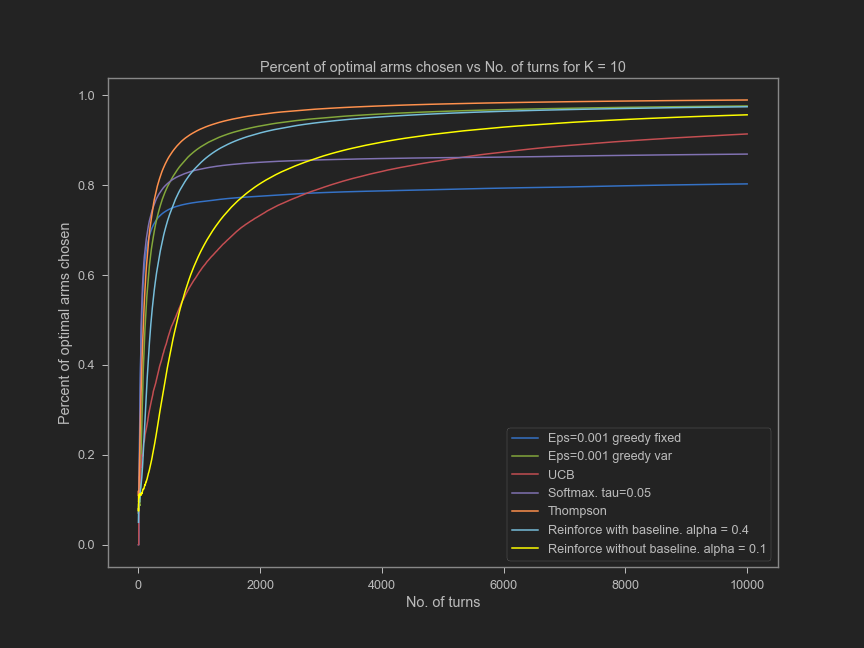 Percent of optimal arms chosen vs No. of turns for K = 10
Percent of optimal arms chosen
1.0
0.8
0.6
0.4
0.2
0.0
Eps=0.001 greedy fixed
Eps=0.001 greedy var
UCB
Softmax. tau=0.05
Thompson
Reinforce with baseline. alpha = 0.4
Reinforce without baseline. alpha = 0.1
0 2000 4000 6000 8000 10000
No. of turns